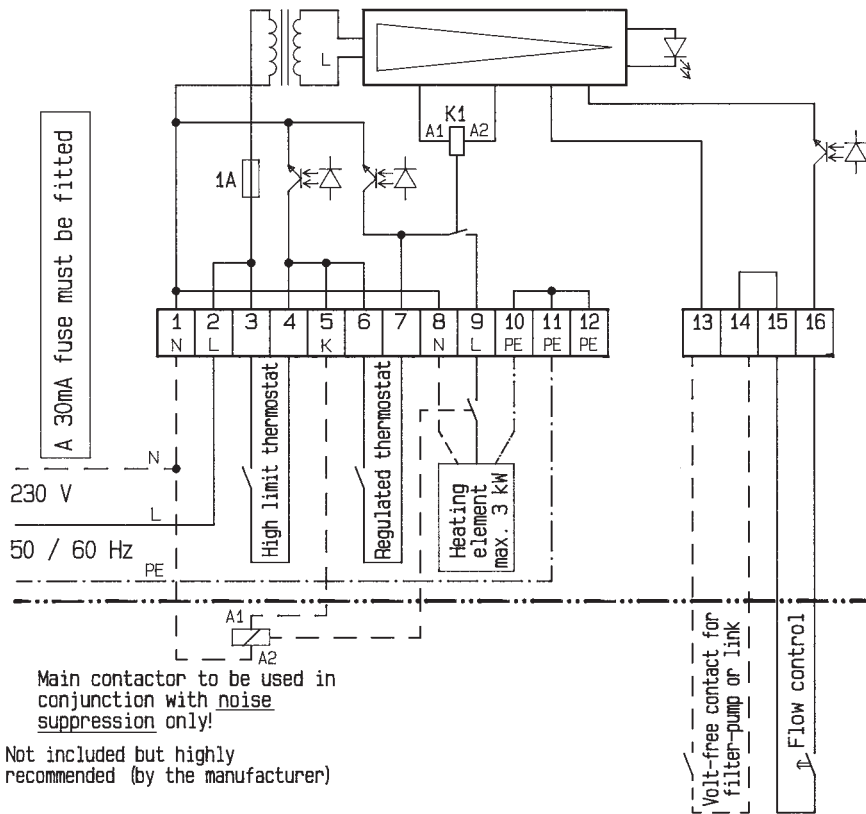 L
K1
A1 A2
1A
A 30mA fuse must be fitted
1 2 3 4 5 6 7 8 9 10 11 12
N L K N L PE PE PE
13 14 15 16
N
230 V
L
50 / 60 Hz
PE
High limit thermostat
Regulated thermostat
Heating
element
max. 3 kW
A1
A2
Main contactor to be used in
conjunction with noise
suppression only!
Not included but highly
recommended (by the manufacturer)
Volt-free contact for
filter-pump or link
Flow control